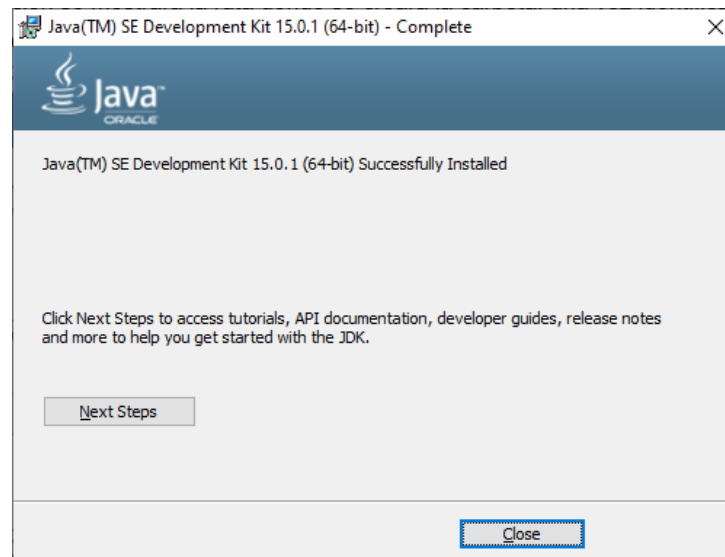 Java(TM) SE Development Kit 15.0.1 (64-bit) - Complete
Java™
ORACLE
Java(TM) SE Development Kit 15.0.1 (64-bit) Successfully Installed
Click Next Steps to access tutorials, API documentation, developer guides, release notes
and more to help you get started with the JDK.
Next Steps
Close